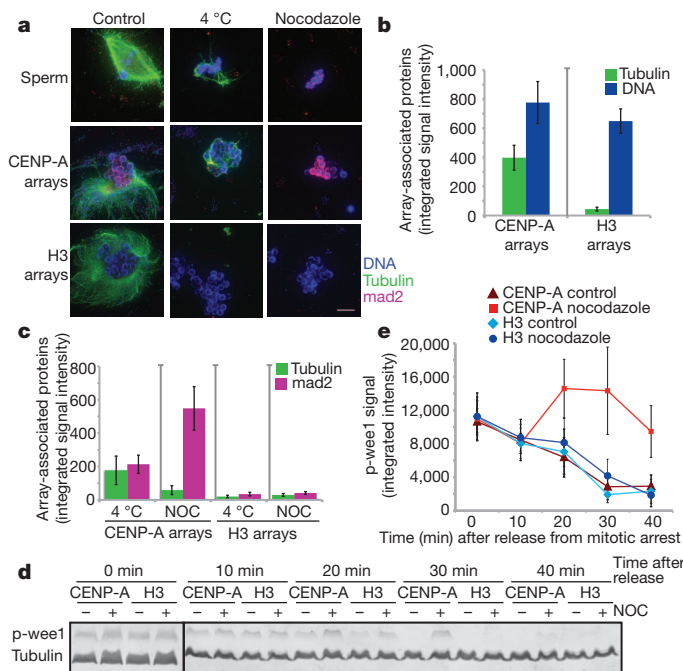 a
Control
4 °C
Nocodazole
Sperm
CENP-A
arrays
H3
arrays
DNA
Tubulin
mad2
b
Array-associated proteins
(integrated signal intensity)
1,000
800
600
400
200
0
Tubulin
DNA
CENP-A
arrays
H3
arrays
c
Array-associated proteins
(integrated signal intensity)
800
600
400
200
0
Tubulin
mad2
4 °C NOC 4 °C NOC
CENP-A arrays H3 arrays
e
CENP-A control
CENP-A nocodazole
H3 control
H3 nocodazole
p-wee1 signal
(integrated intensity)
20,000
16,000
12,000
8,000
4,000
0
0 10 20 30 40
Time (min) after release from mitotic arrest
d
0 min 10 min 20 min 30 min 40 min Time after
release
CENP-A H3 CENP-A H3 CENP-A H3 CENP-A H3 CENP-A H3
– + – + – + – + – + – + – + – + – + – + NOC
p-wee1
Tubulin